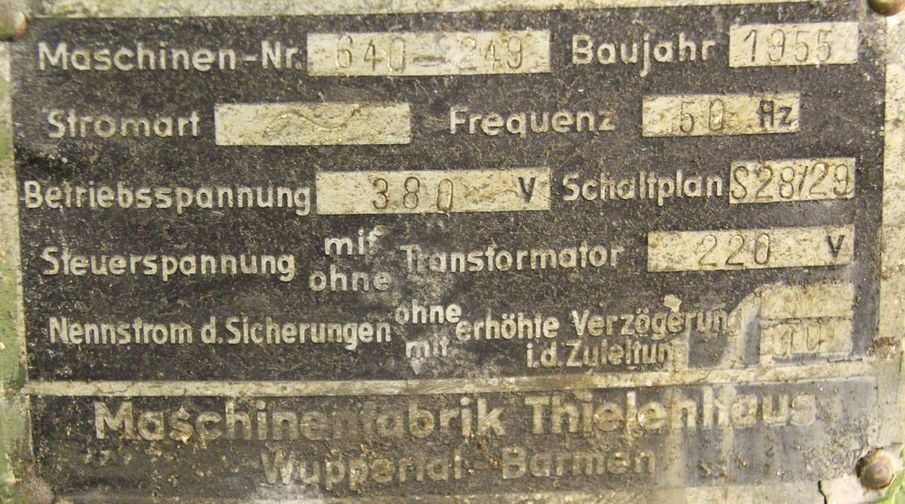 Maschinen-Nr. 640-249 Baujahr 1955
Stromart ~ Frequenz 50 Hz
Betriebsspannung 380 V Schaltplan S28/29
Steuerspannung mit ohne Transformator 220 V
Nennstrom d. Sicherungen ohne mit erhöhte Verzögerung i.d. Zuleitung
Maschinenfabrik Thielenhaus
Wuppertal-Barmen